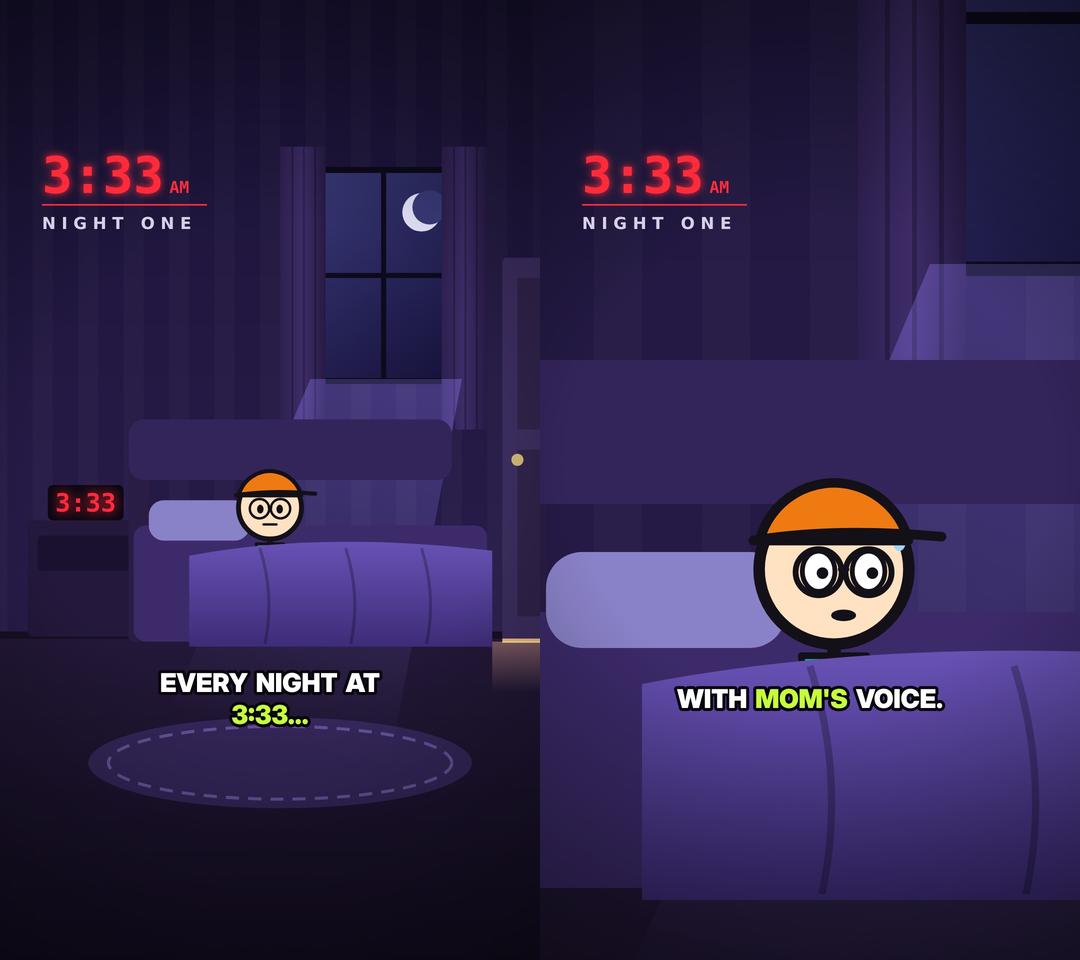 3:33 AM
NIGHT ONE
3:33
EVERY NIGHT AT
3:33...
3:33 AM
NIGHT ONE
WITH MOM'S VOICE.